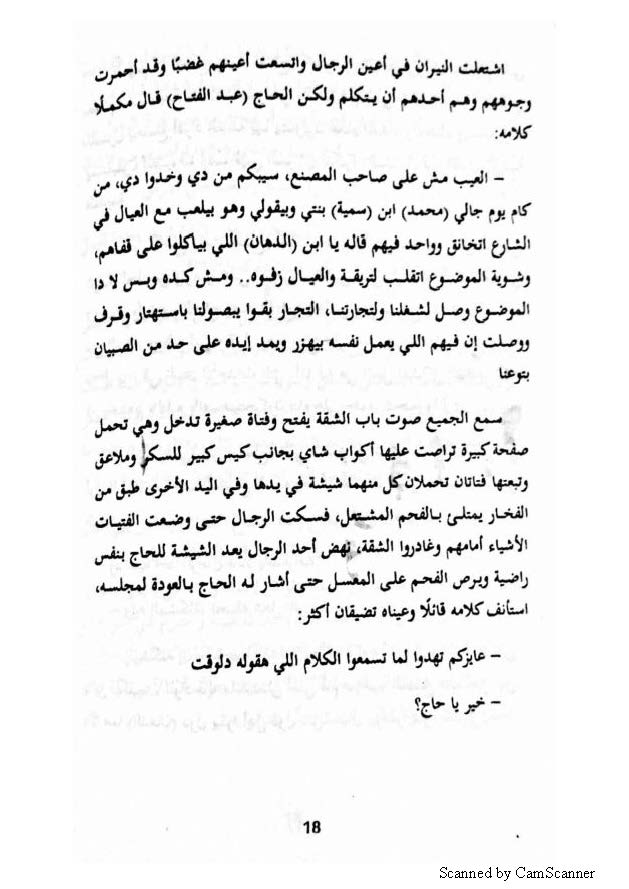 اشتعلت النيران في أعين الرجال واتسعت أعينهم غضبًا وقد أحمرت
وجوههم وهم أحدهم أن يتكلم ولكن الحاج (عبد الفتاح) قال مكملًا
كلامه:
– العيب مش على صاحب المصنع، سيبكم من دي وخدوا دي، من
كام يوم جالي (محمد) ابن (سمية) بنتي وبيقولي وهو بيلعب مع العيال في
الشارع اتخانق وواحد فيهم قاله يا ابن (الدهان) اللي بياكلوا على قفاهم،
وشوية الموضوع اتقلب لتريقة والعيال زفوه.. ومش كده وبس لا دا
الموضوع وصل لشغلنا ولتجارتنا، التجار بقوا يبصولنا باستهتار وقرف
ووصلت إن فيهم اللي يعمل نفسه بيهزر ويمد إيده على حد من الصبيان
بتوعنا
سمع الجميع صوت باب الشقة يفتح وفتاة صغيرة تدخل وهي تحمل
صفحة كبيرة تراصت عليها أكواب شاي بجانب كيس كبير للسكر وملاعق
وتبعتها فتاتان تحملان كل منهما شيشة في يدها وفي اليد الأخرى طبق من
الفخار يمتلئ بالفحم المشتعل، فسكت الرجال حتى وضعت الفتيات
الأشياء أمامهم وغادروا الشقة، نهض أحد الرجال يعد الشيشة للحاج بنفس
راضية ويرص الفحم على المعسل حتى أشار له الحاج بالعودة لمجلسه،
استأنف كلامه قائلًا وعيناه تضيقان أكثر:
– عايزكم تهدوا لما تسمعوا الكلام اللي هقوله دلوقت
– خير يا حاج؟
18
Scanned by CamScanner